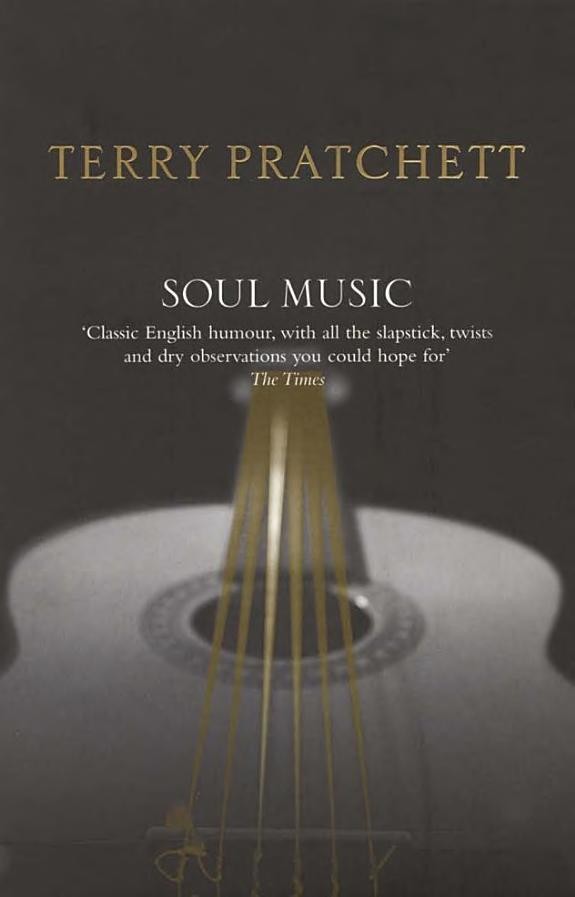 TERRY PRATCHETT
SOUL MUSIC
‘Classic English humour, with all the slapstick, twists
and dry observations you could hope for’
The Times